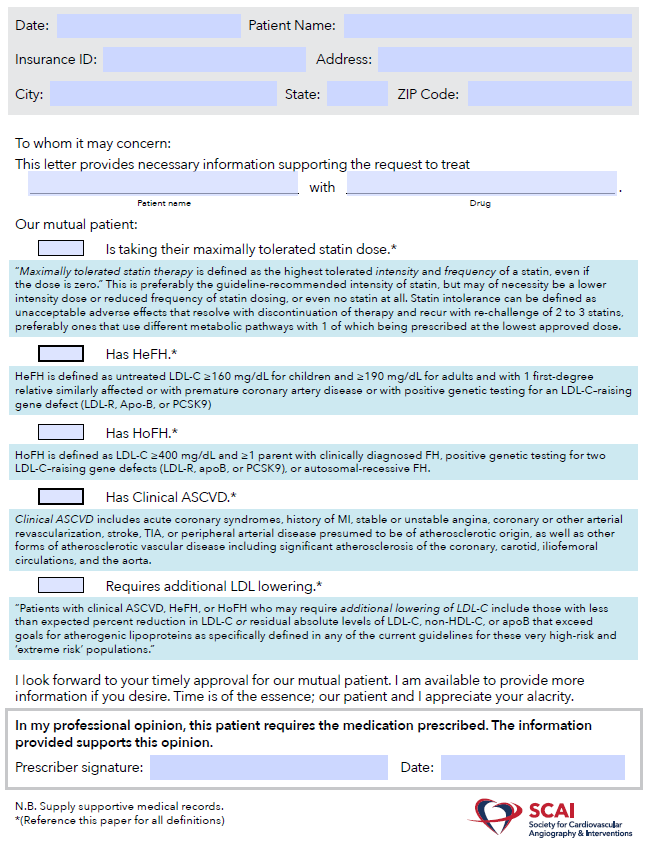 Date: Patient Name:
Insurance ID: Address:
City: State: ZIP Code:
To whom it may concern:
This letter provides necessary information supporting the request to treat
with .
Patient name Drug
Our mutual patient:
Is taking their maximally tolerated statin dose.*
"Maximally tolerated statin therapy is defined as the highest tolerated intensity and frequency of a statin, even if
the dose is zero." This is preferably the guideline-recommended intensity of statin, but may of necessity be a lower
intensity dose or reduced frequency of statin dosing, or even no statin at all. Statin intolerance can be defined as
unacceptable adverse effects that resolve with discontinuation of therapy and recur with re-challenge of 2 to 3 statins,
preferably ones that use different metabolic pathways with 1 of which being prescribed at the lowest approved dose.
Has HeFH.*
HeFH is defined as untreated LDL-C ≥160 mg/dL for children and ≥190 mg/dL for adults and with 1 first-degree
relative similarly affected or with premature coronary artery disease or with positive genetic testing for an LDL-C–raising
gene defect (LDL-R, Apo-B, or PCSK9)
Has HoFH.*
HoFH is defined as LDL-C ≥400 mg/dL and ≥1 parent with clinically diagnosed FH, positive genetic testing for two
LDL-C–raising gene defects (LDL-R, apoB, or PCSK9), or autosomal-recessive FH.
Has Clinical ASCVD.*
Clinical ASCVD includes acute coronary syndromes, history of MI, stable or unstable angina, coronary or other arterial
revascularization, stroke, TIA, or peripheral arterial disease presumed to be of atherosclerotic origin, as well as other
forms of atherosclerotic vascular disease including significant atherosclerosis of the coronary, carotid, iliofemoral
circulations, and the aorta.
Requires additional LDL lowering.*
"Patients with clinical ASCVD, HeFH, or HoFH who may require additional lowering of LDL-C include those with less
than expected percent reduction in LDL-C or residual absolute levels of LDL-C, non-HDL-C, or apoB that exceed
goals for atherogenic lipoproteins as specifically defined in any of the current guidelines for these very high-risk and
'extreme risk' populations."
I look forward to your timely approval for our mutual patient. I am available to provide more
information if you desire. Time is of the essence; our patient and I appreciate your alacrity.
In my professional opinion, this patient requires the medication prescribed. The information
provided supports this opinion.
Prescriber signature: Date:
N.B. Supply supportive medical records.
*(Reference this paper for all definitions)
SCAI
Society for Cardiovascular
Angiography & Interventions